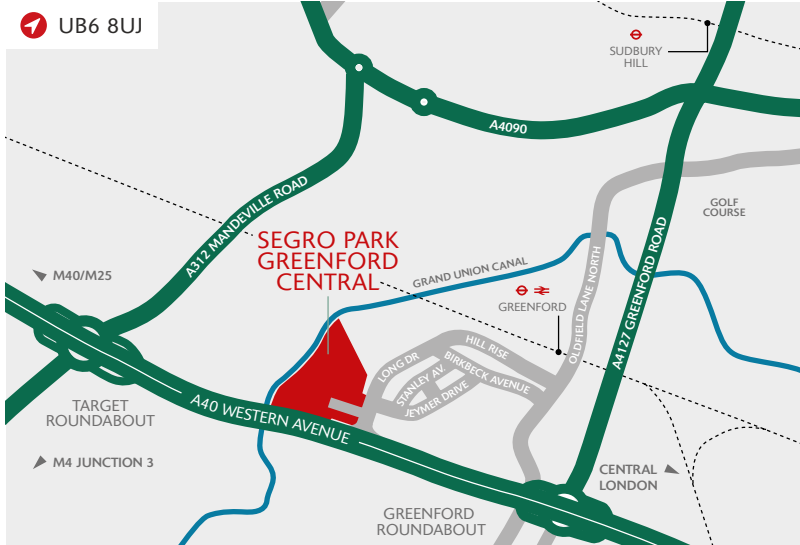 UB6 8UJ
SUDBURY
HILL
A4090
A312 MANDEVILLE ROAD
GOLF
COURSE
SEGRO PARK
GREENFORD
CENTRAL
M40/M25
GRAND UNION CANAL
GREENFORD
OLDFIELD LANE NORTH
A4127 GREENFORD ROAD
HILL RISE
LONG DR
BIRKBECK AVENUE
STANLEY AV.
JEYMER DRIVE
TARGET
ROUNDABOUT
A40 WESTERN AVENUE
M4 JUNCTION 3
CENTRAL
LONDON
GREENFORD
ROUNDABOUT